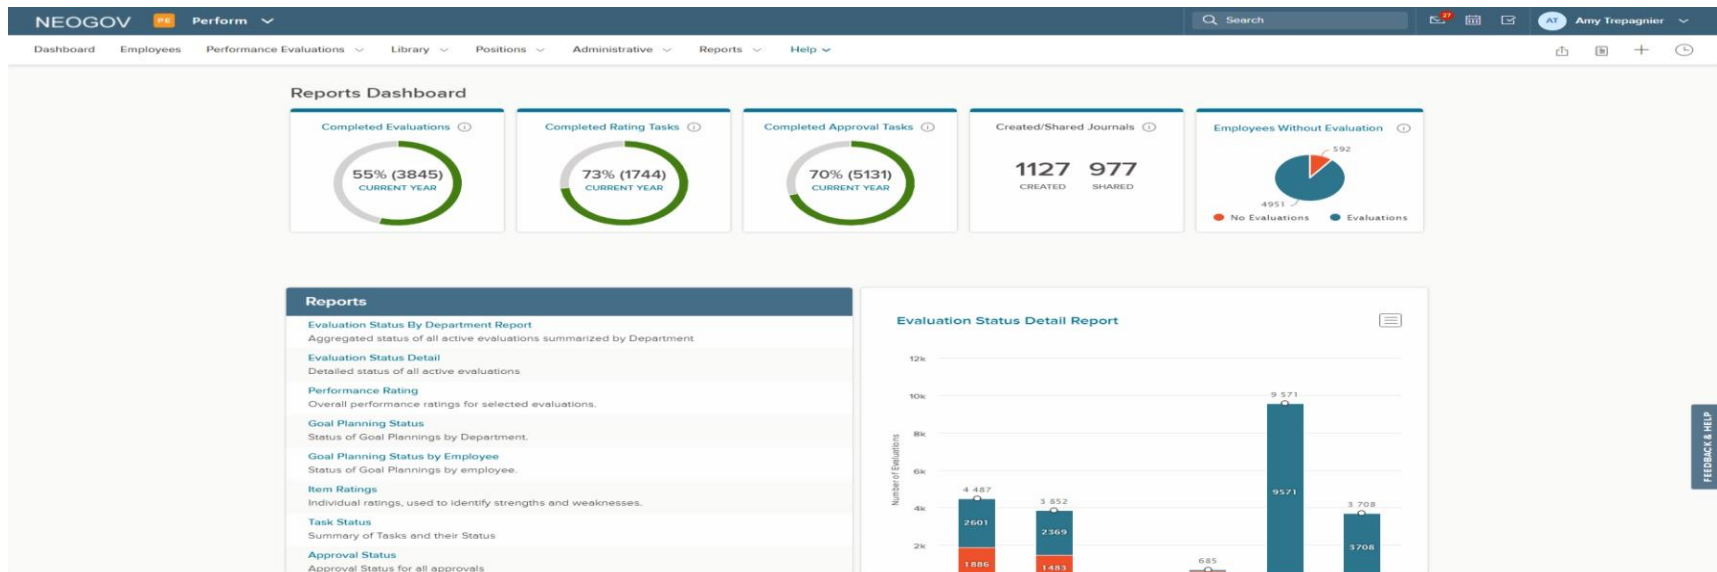 NEOGOV PE Perform Search 27 AT Amy Trepagnier
Dashboard Employees Performance Evaluations Library Positions Administrative Reports Help
Reports Dashboard
Completed Evaluations
55% (3845)
CURRENT YEAR
Completed Rating Tasks
73% (1744)
CURRENT YEAR
Completed Approval Tasks
70% (5131)
CURRENT YEAR
Created/Shared Journals
1127 977
CREATED SHARED
Employees Without Evaluation
592
4951
No Evaluations Evaluations
Reports
Evaluation Status By Department Report
Aggregated status of all active evaluations summarized by Department
Evaluation Status Detail
Detailed status of all active evaluations
Performance Rating
Overall performance ratings for selected evaluations.
Goal Planning Status
Status of Goal Plannings by Department.
Goal Planning Status by Employee
Status of Goal Plannings by employee.
Item Ratings
Individual ratings, used to identify strengths and weaknesses.
Task Status
Summary of Tasks and their Status
Approval Status
Approval Status for all approvals
Evaluation Status Detail Report
Number of Evaluations
12k
10k
8k
6k
4k
2k
4 487
2601
1886
3 852
2369
1483
685
9 571
9571
3 708
3708
FEEDBACK & HELP